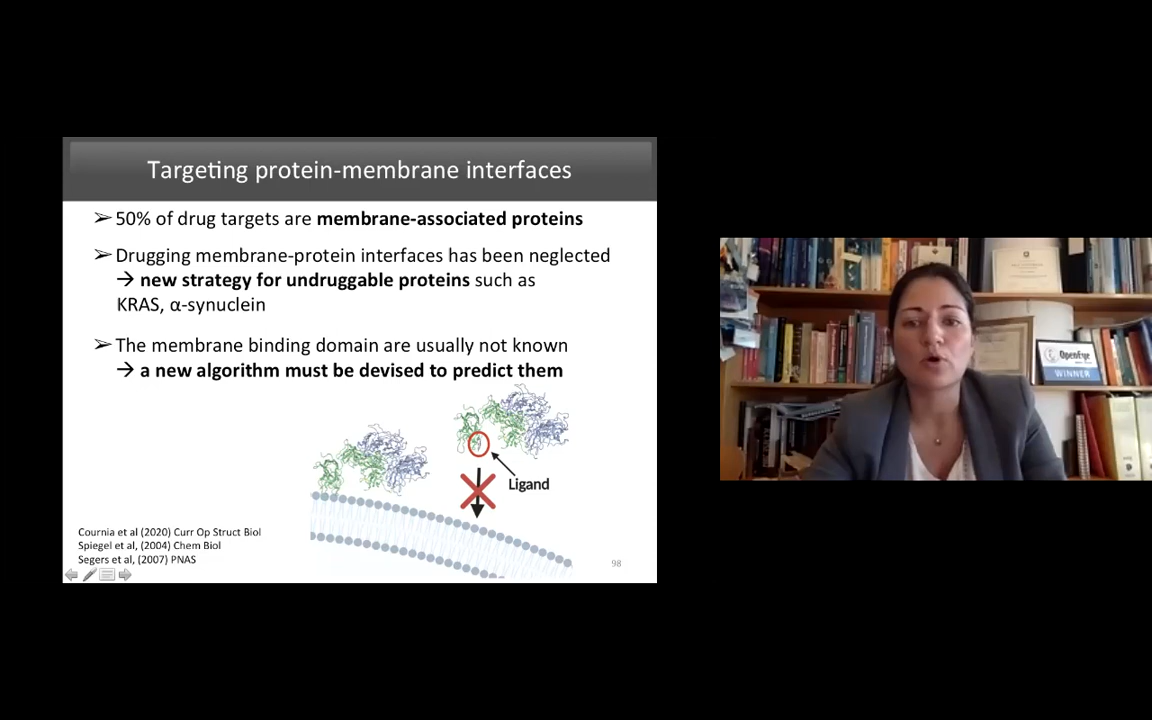 Targeting protein-membrane interfaces
➢ 50% of drug targets are membrane-associated proteins
➢ Drugging membrane-protein interfaces has been neglected
→ new strategy for undruggable proteins such as
KRAS, α-synuclein
➢ The membrane binding domain are usually not known
→ a new algorithm must be devised to predict them
Ligand
Cournia et al (2020) Curr Op Struct Biol
Spiegel et al, (2004) Chem Biol
Segers et al, (2007) PNAS
98
OpenEye
WINNER